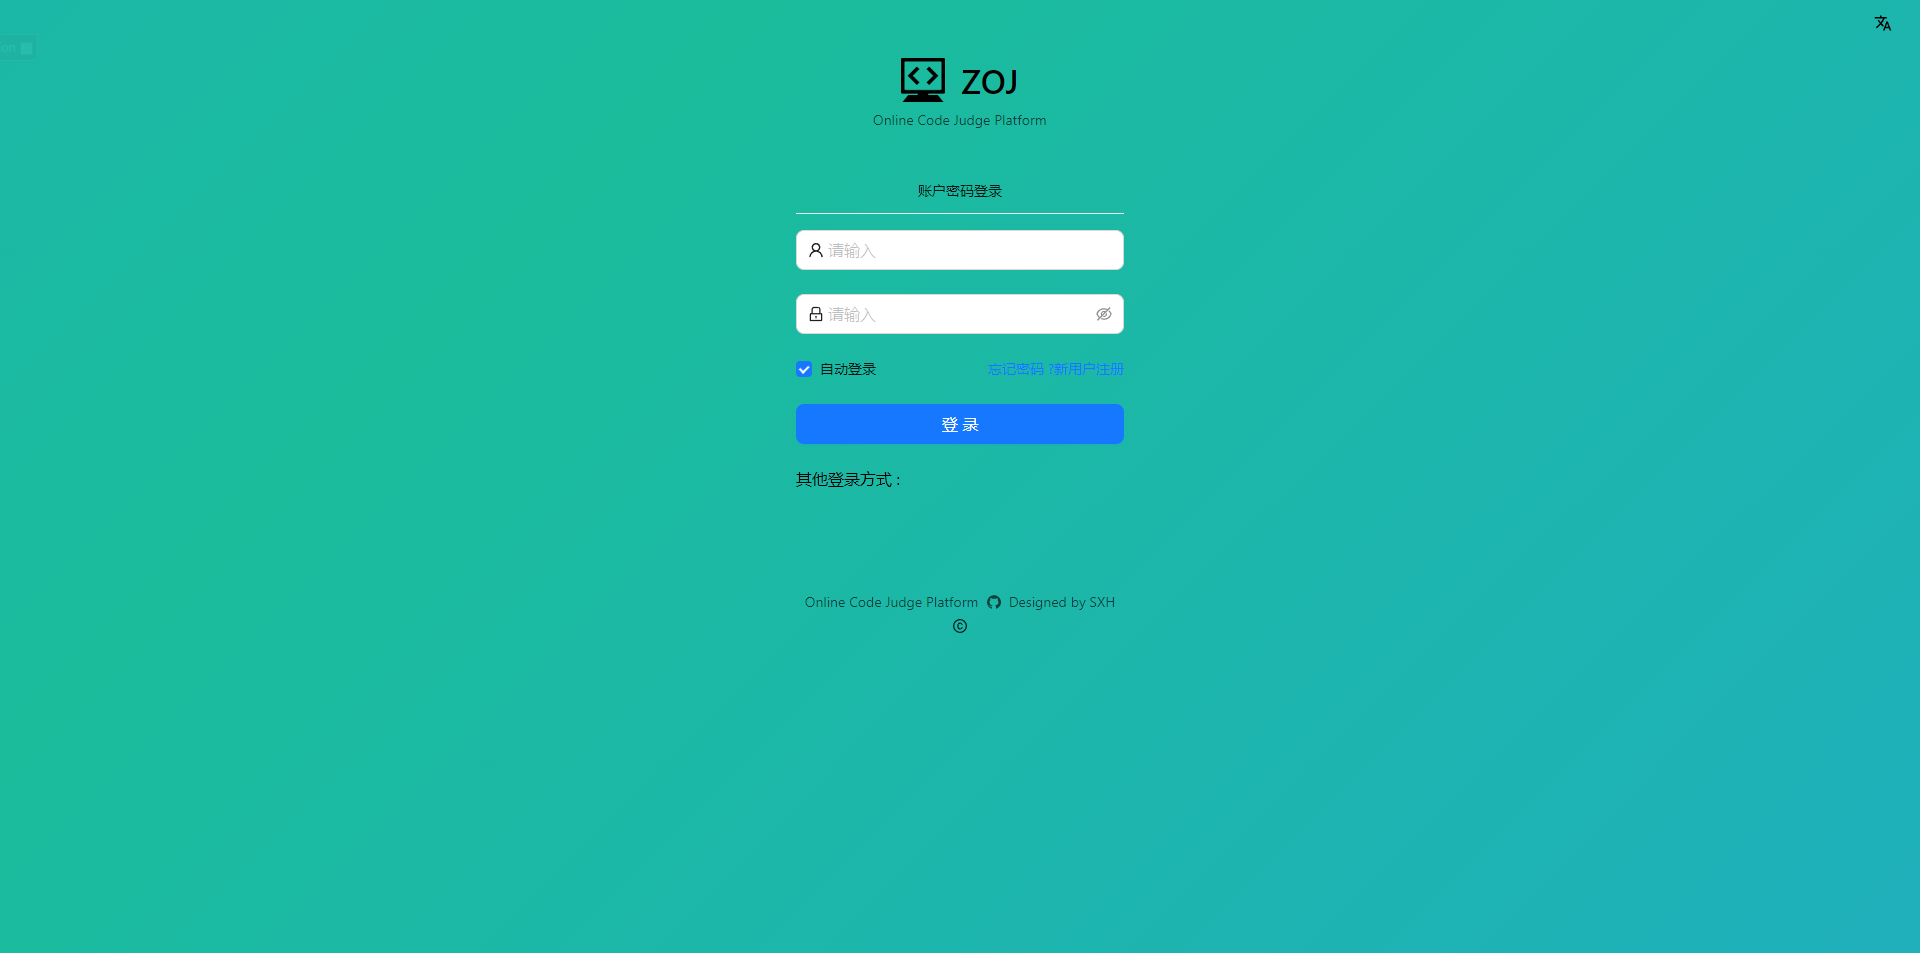 ZOJ
Online Code Judge Platform
账户密码登录
请输入
请输入
自动登录 忘记密码 ?新用户注册
登 录
其他登录方式 :
Online Code Judge Platform Designed by SXH
©